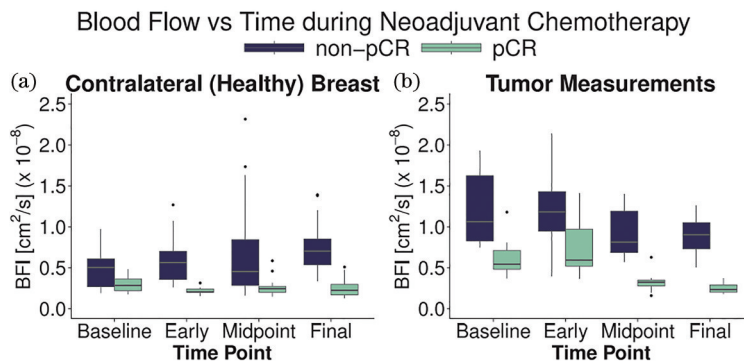 Blood Flow vs Time during Neoadjuvant Chemotherapy
non-pCR pCR
(a) Contralateral (Healthy) Breast
BFI [cm²/s] (x 10⁻⁸)
2.5
2.0
1.5
1.0
0.5
0.0
Baseline Early Midpoint Final
Time Point
(b) Tumor Measurements
BFI [cm²/s] (x 10⁻⁸)
2.5
2.0
1.5
1.0
0.5
0.0
Baseline Early Midpoint Final
Time Point